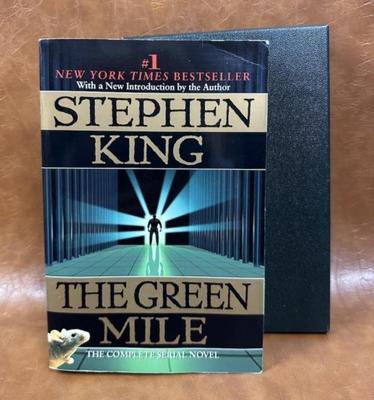 #1
NEW YORK TIMES BESTSELLER
With a New Introduction by the Author
STEPHEN
KING
THE GREEN
MILE
THE COMPLETE SERIAL NOVEL